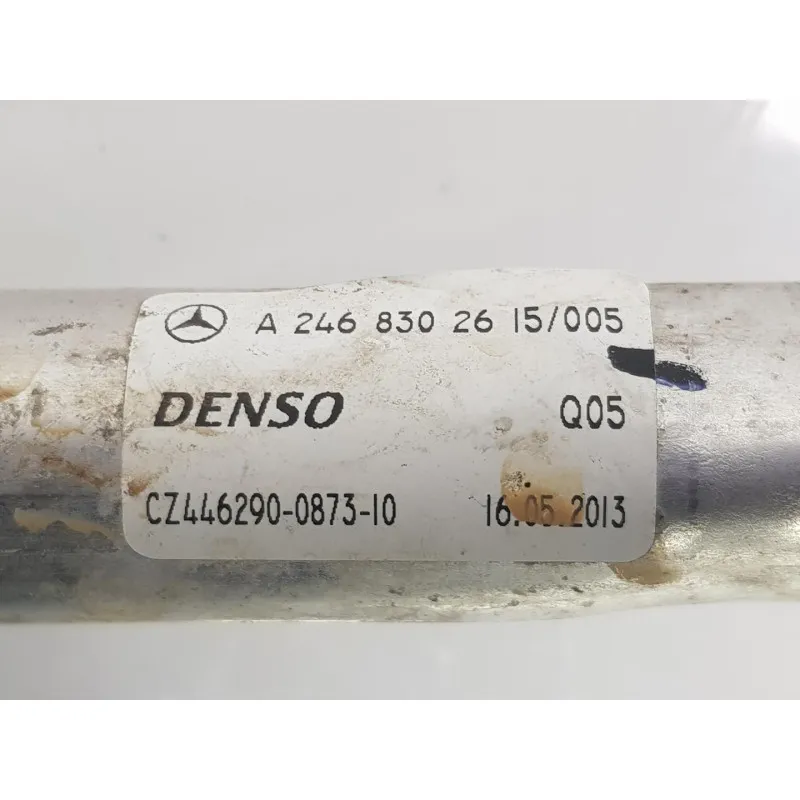 A 246 830 26 15/005
DENSO Q05
CZ446290-0873-10 16.05.2013